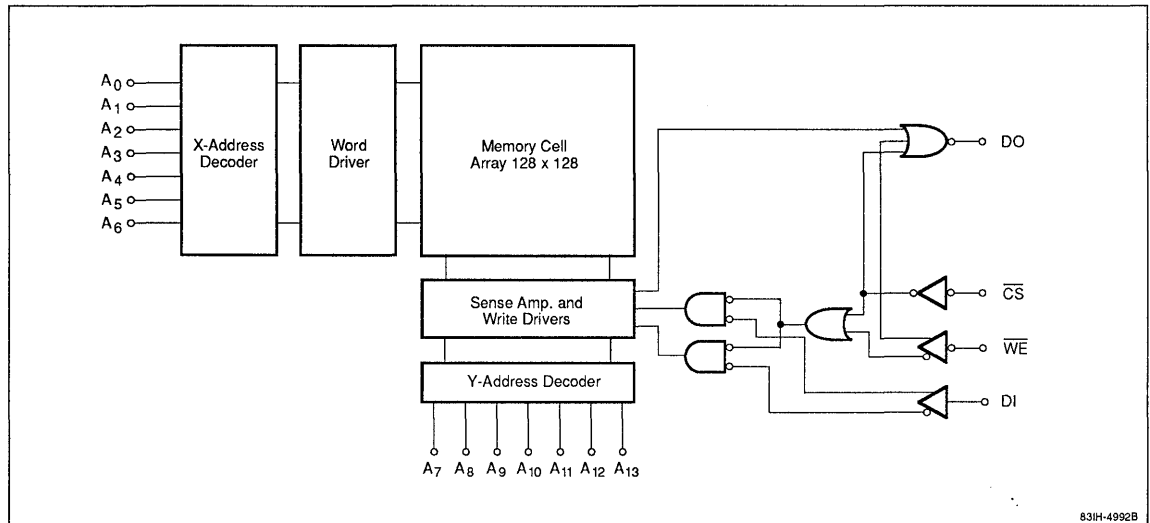 A0
A1
A2
A3
A4
A5
A6
X-Address
Decoder
Word
Driver
Memory Cell
Array 128 x 128
Sense Amp. and
Write Drivers
Y-Address Decoder
A7 A8 A9 A10 A11 A12 A13
DO
CS
WE
DI
83IH-4992B